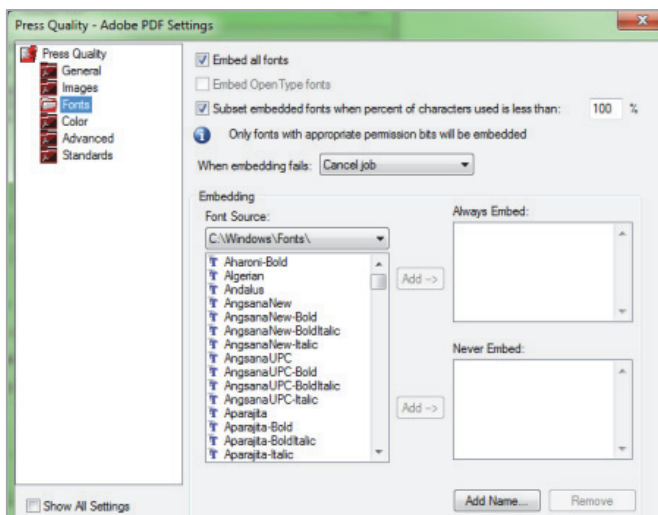 Press Quality - Adobe PDF Settings
Press Quality
General
Images
Fonts
Color
Advanced
Standards
Show All Settings
Embed all fonts
Embed OpenType fonts
Subset embedded fonts when percent of characters used is less than: 100 %
Only fonts with appropriate permission bits will be embedded
When embedding fails: Cancel job
Embedding
Font Source:
C:\Windows\Fonts\
Aharoni-Bold
Algerian
Andalus
AngsanaNew
AngsanaNew-Bold
AngsanaNew-BoldItalic
AngsanaNew-Italic
AngsanaUPC
AngsanaUPC-Bold
AngsanaUPC-BoldItalic
AngsanaUPC-Italic
Aparajita
Aparajita-Bold
Aparajita-BoldItalic
Aparajita-Italic
Add ->
Add ->
Always Embed:
Never Embed:
Add Name...
Remove